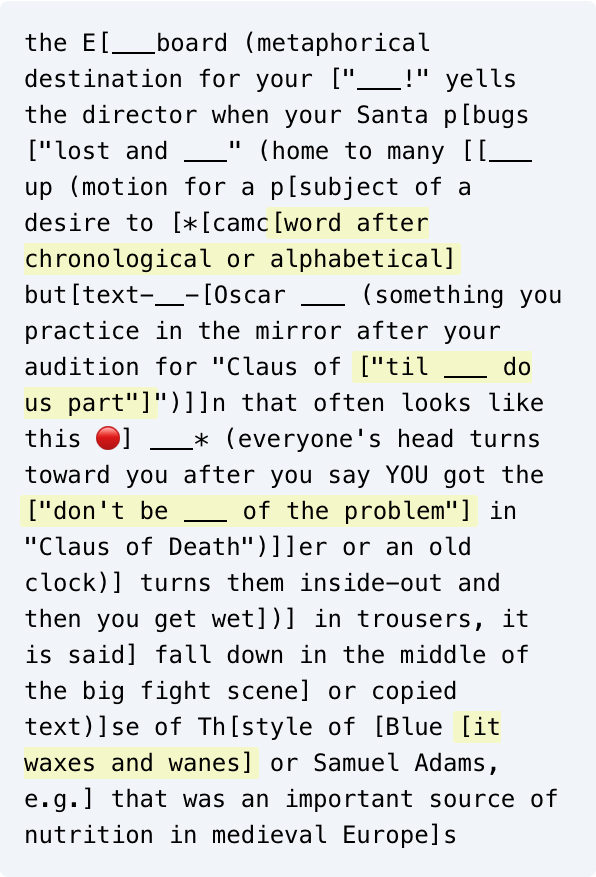 the E[___board (metaphorical
destination for your ["___!" yells
the director when your Santa p[bugs
["lost and ___" (home to many [[___
up (motion for a p[subject of a
desire to [*[camc[word after
chronological or alphabetical]
but[text-__-[Oscar ___ (something you
practice in the mirror after your
audition for "Claus of ["til ___ do
us part"]")]]n that often looks like
this 🔴] ___* (everyone's head turns
toward you after you say YOU got the
["don't be ___ of the problem"] in
"Claus of Death")]]er or an old
clock)] turns them inside-out and
then you get wet])] in trousers, it
is said] fall down in the middle of
the big fight scene] or copied
text)]se of Th[style of [Blue [it
waxes and wanes] or Samuel Adams,
e.g.] that was an important source of
nutrition in medieval Europe]s